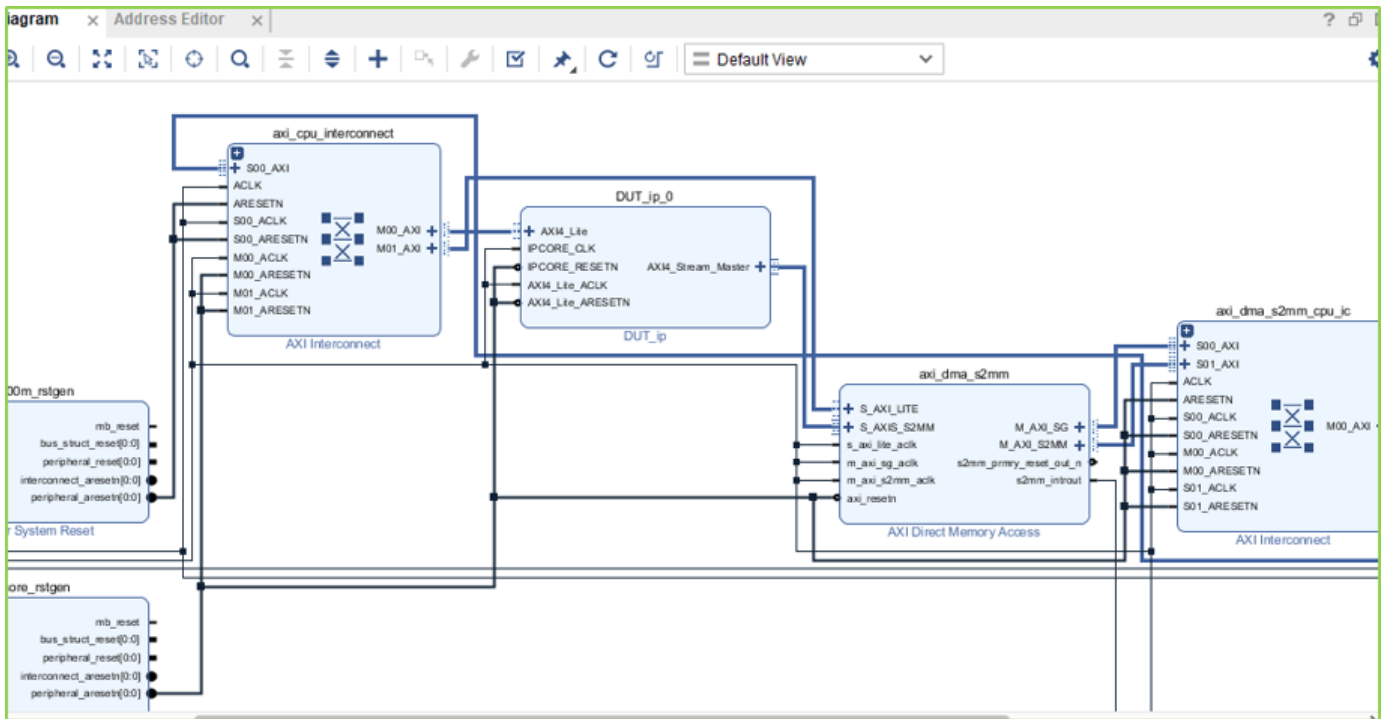 iagram × Address Editor ×
Default View
axi_cpu_interconnect
S00_AXI
ACLK
ARESETN
S00_ACLK
S00_ARESETN
M00_ACLK
M00_ARESETN
M01_ACLK
M01_ARESETN
M00_AXI
M01_AXI
AXI Interconnect
DUT_ip_0
AXI4_Lite
IPCORE_CLK
IPCORE_RESETN
AXI4_Lite_ACLK
AXI4_Lite_ARESETN
AXI4_Stream_Master
DUT_ip
axi_dma_s2mm_cpu_ic
S00_AXI
S01_AXI
ACLK
ARESETN
S00_ACLK
S00_ARESETN
M00_ACLK
M00_ARESETN
S01_ACLK
S01_ARESETN
M00_AXI
AXI Interconnect
axi_dma_s2mm
S_AXI_LITE
S_AXIS_S2MM
s_axi_lite_aclk
m_axi_sg_aclk
m_axi_s2mm_aclk
axi_resetn
M_AXI_SG
M_AXI_S2MM
s2mm_prmry_reset_out_n
s2mm_introut
AXI Direct Memory Access
00m_rstgen
mb_reset
bus_struct_reset[0:0]
peripheral_reset[0:0]
interconnect_aresetn[0:0]
peripheral_aresetn[0:0]
r System Reset
ore_rstgen
mb_reset
bus_struct_reset[0:0]
peripheral_reset[0:0]
interconnect_aresetn[0:0]
peripheral_aresetn[0:0]